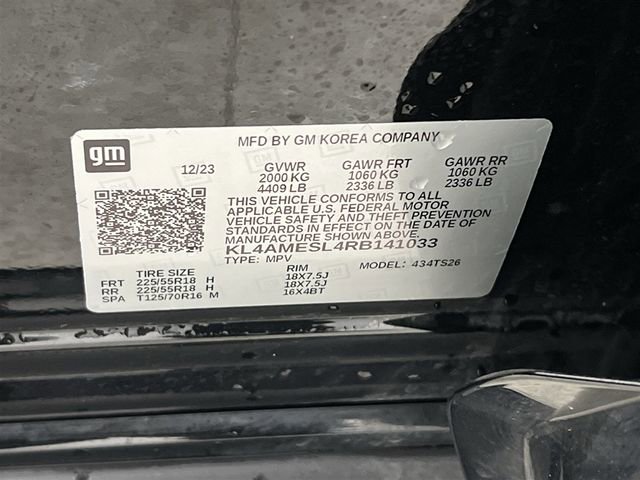 gm
MFD BY GM KOREA COMPANY
12/23 GVWR GAWR FRT GAWR RR
2000 KG 1060 KG 1060 KG
4409 LB 2336 LB 2336 LB
THIS VEHICLE CONFORMS TO ALL
APPLICABLE U.S. FEDERAL MOTOR
VEHICLE SAFETY AND THEFT PREVENTION
STANDARDS IN EFFECT ON THE DATE OF
MANUFACTURE SHOWN ABOVE.
KL4AMESL4RB141033
TYPE: MPV MODEL: 434TS26
TIRE SIZE RIM
FRT 225/55R18 H 18X7.5J
RR 225/55R18 H 18X7.5J
SPA T125/70R16 M 16X4BT